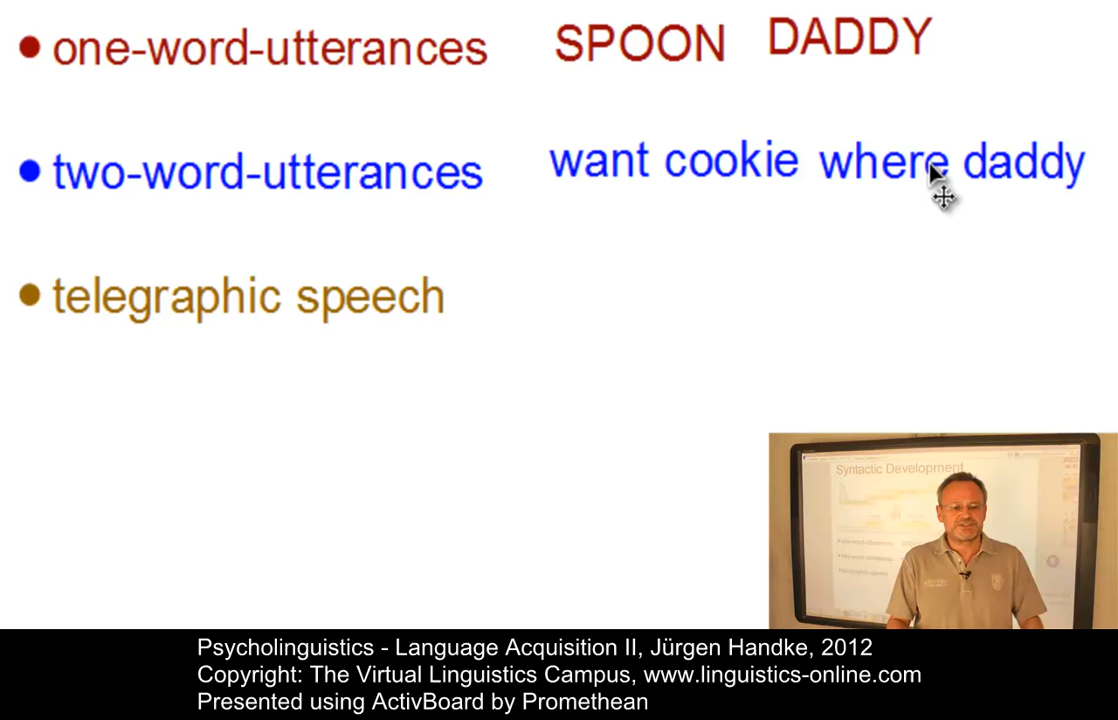 • one-word-utterances SPOON DADDY
• two-word-utterances want cookie where daddy
• telegraphic speech
Syntactic Development
Psycholinguistics - Language Acquisition II, Jürgen Handke, 2012
Copyright: The Virtual Linguistics Campus, www.linguistics-online.com
Presented using ActivBoard by Promethean